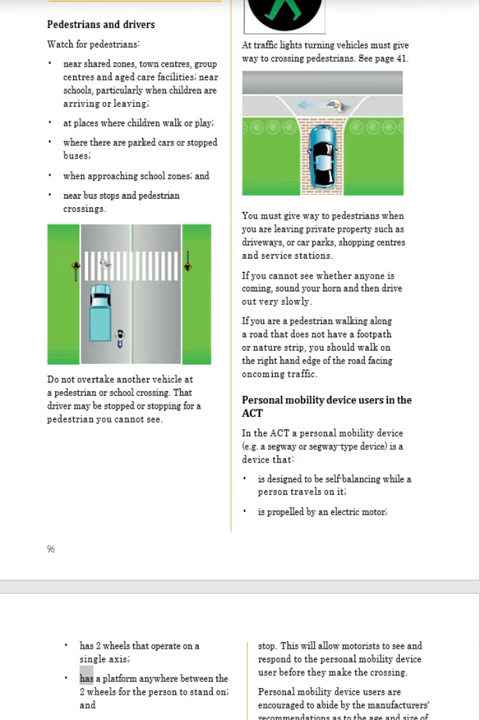 Pedestrians and drivers
Watch for pedestrians:
• near shared zones, town centres, group
centres and aged care facilities; near
schools, particularly when children are
arriving or leaving;
• at places where children walk or play;
• where there are parked cars or stopped
buses;
• when approaching school zones; and
• near bus stops and pedestrian
crossings.
Do not overtake another vehicle at
a pedestrian or school crossing. That
driver may be stopped or stopping for a
pedestrian you cannot see.
At traffic lights turning vehicles must give
way to crossing pedestrians. See page 41.
You must give way to pedestrians when
you are leaving private property such as
driveways, or car parks, shopping centres
and service stations.
If you cannot see whether anyone is
coming, sound your horn and then drive
out very slowly.
If you are a pedestrian walking along
a road that does not have a footpath
or nature strip, you should walk on
the right hand edge of the road facing
oncoming traffic.
Personal mobility device users in the
ACT
In the ACT a personal mobility device
(e.g. a segway or segway-type device) is a
device that:
• is designed to be self-balancing while a
person travels on it;
• is propelled by an electric motor;
96
• has 2 wheels that operate on a
single axis;
• has a platform anywhere between the
2 wheels for the person to stand on;
and
stop. This will allow motorists to see and
respond to the personal mobility device
user before they make the crossing.
Personal mobility device users are
encouraged to abide by the manufacturers'
recommendations as to the age and size of